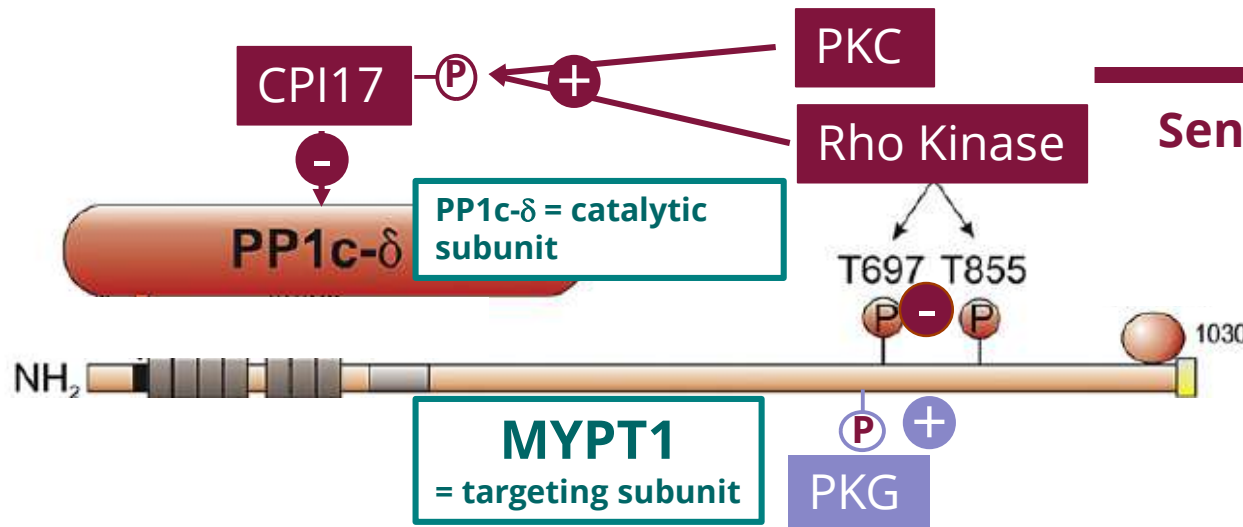 PKC
CPI17
P
+
Rho Kinase
Sen
-
PP1c-δ = catalytic
subunit
PP1c-δ
T697 T855
P
-
P
1030
NH2
MYPT1
= targeting subunit
P
+
PKG